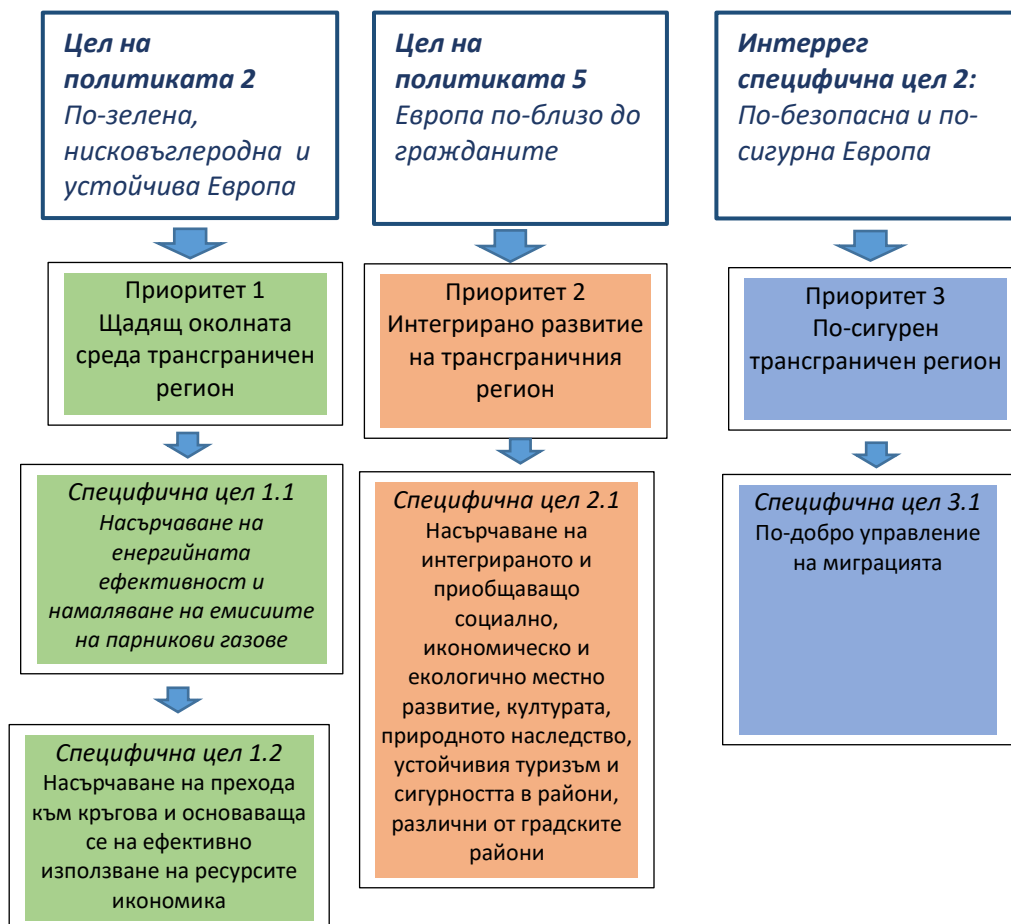 Цел на
политиката 2
По-зелена,
нисковъглеродна и
устойчива Европа
Приоритет 1
Щадящ околната
среда трансграничен
регион
Специфична цел 1.1
Насърчаване на
енергийната
ефективност и
намаляване на емисиите
на парникови газове
Специфична цел 1.2
Насърчаване на прехода
към кръгова и основаваща
се на ефективно
използване на ресурсите
икономика
Цел на
политиката 5
Европа по-близо до
гражданите
Приоритет 2
Интегрирано развитие
на трансграничния
регион
Специфична цел 2.1
Насърчаване на
интегрираното и
приобщаващо
социално,
икономическо и
екологично местно
развитие, културата,
природното наследство,
устойчивия туризъм и
сигурността в райони,
различни от градските
райони
Интеррег
специфична цел 2:
По-безопасна и по-
сигурна Европа
Приоритет 3
По-сигурен
трансграничен регион
Специфична цел 3.1
По-добро управление
на миграцията